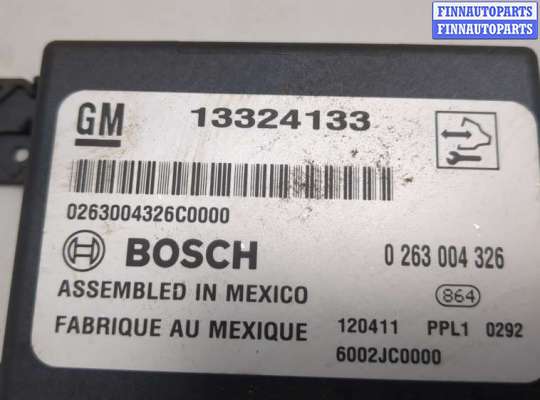 FINNAUTOPARTS
FINNAUTOPARTS
GM 13324133
0263004326C0000
BOSCH 0 263 004 326
ASSEMBLED IN MEXICO 864
FABRIQUE AU MEXIQUE 120411 PPL1 0292
6002JC0000